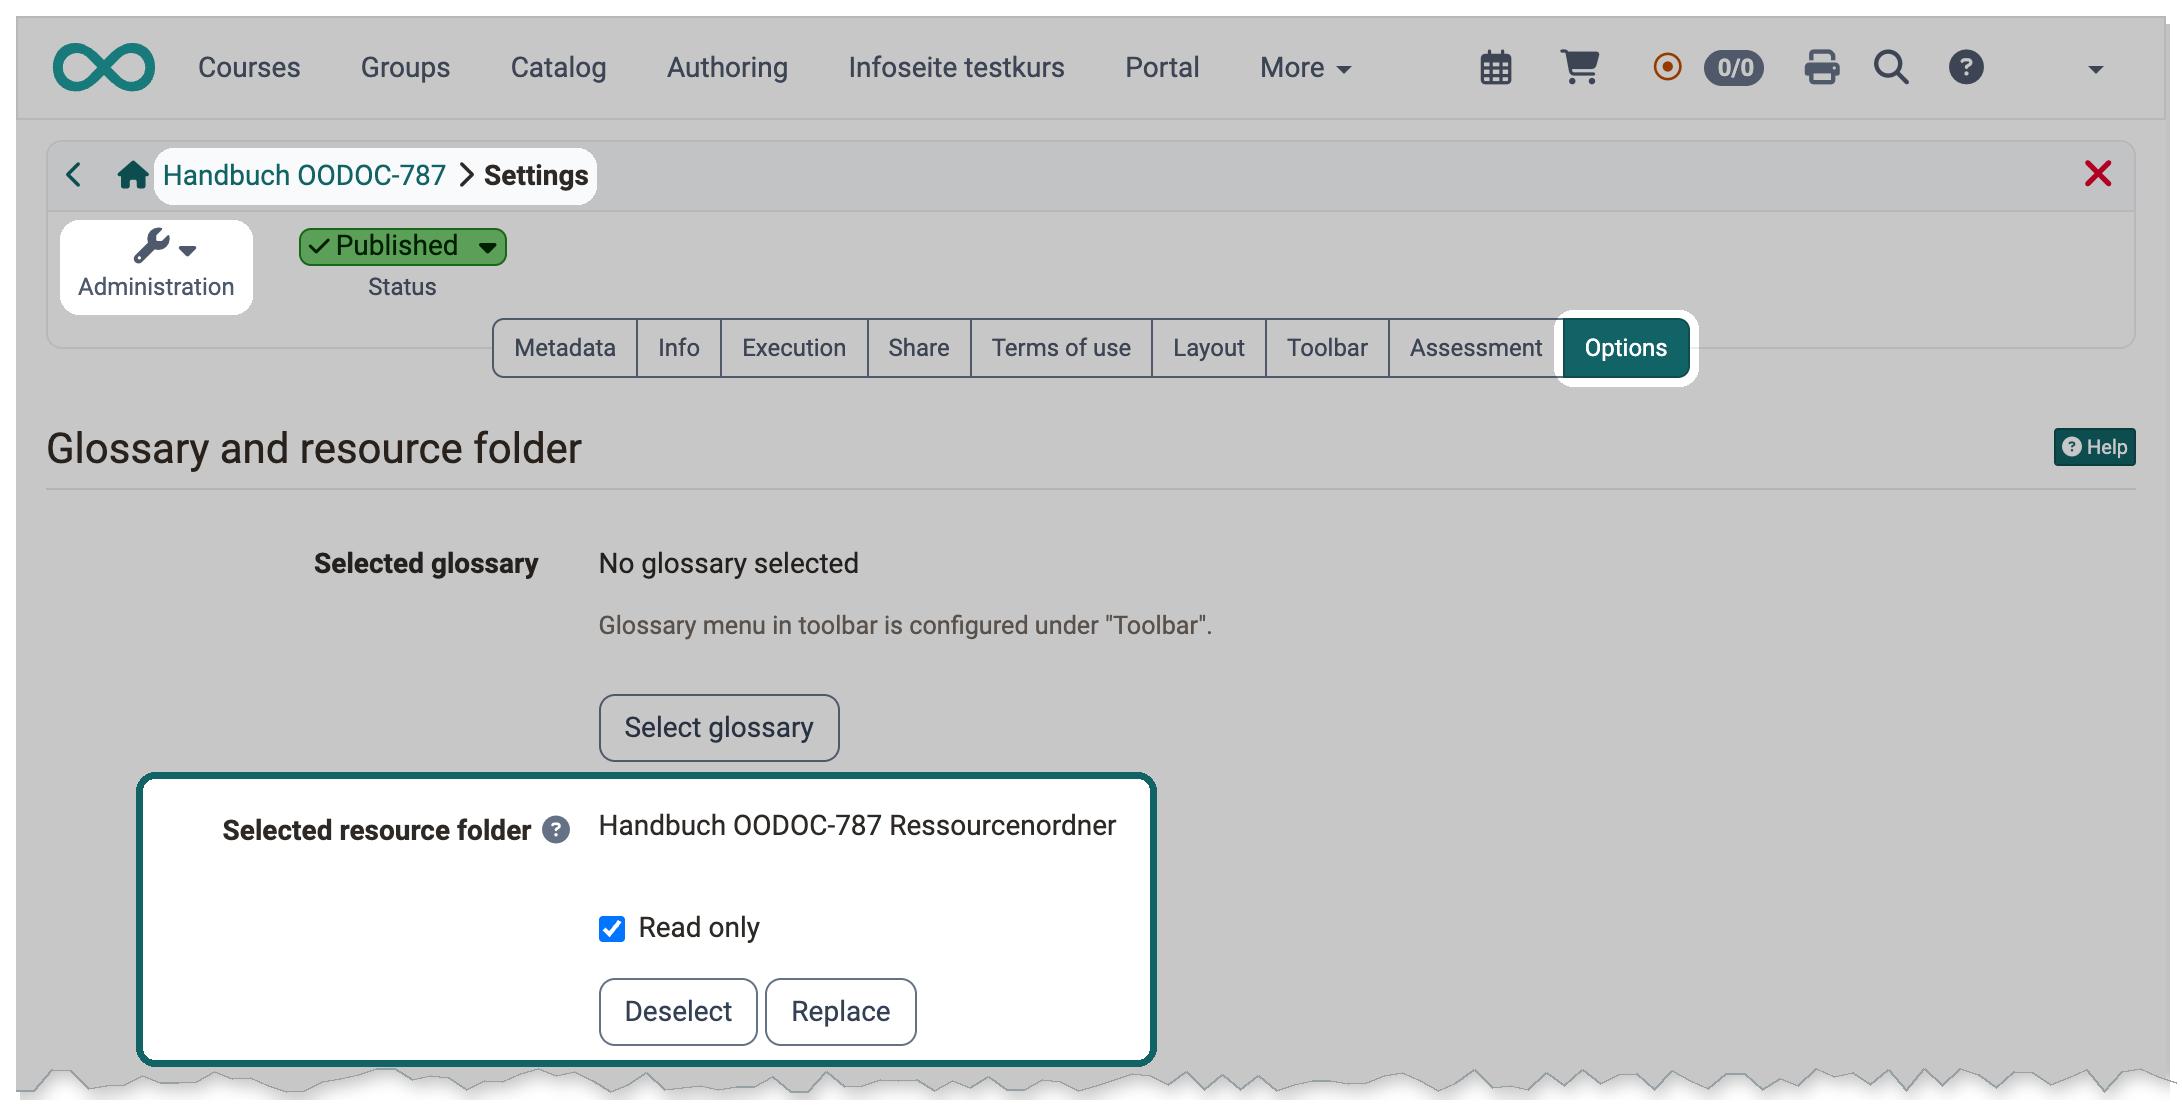 Courses Groups Catalog Authoring Infoseite testkurs Portal More 0/0 ?
Handbuch OODOC-787 Settings
Published
Administration Status
Metadata Info Execution Share Terms of use Layout Toolbar Assessment Options
Glossary and resource folder ? Help
Selected glossary No glossary selected
Glossary menu in toolbar is configured under "Toolbar".
Select glossary
Selected resource folder ? Handbuch OODOC-787 Ressourcenordner
Read only
Deselect Replace